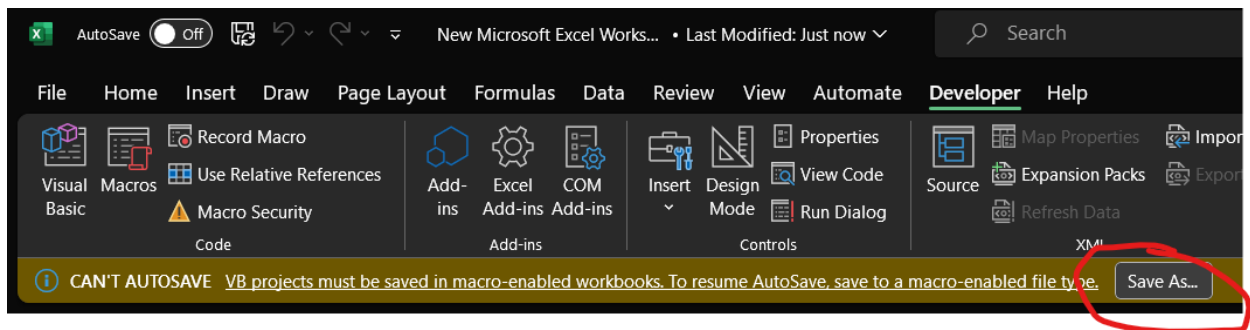 AutoSave Off New Microsoft Excel Works... • Last Modified: Just now Search
File Home Insert Draw Page Layout Formulas Data Review View Automate Developer Help
Visual Basic
Macros
Record Macro
Use Relative References
Macro Security
Code
Add-ins
Excel Add-ins
COM Add-ins
Add-ins
Insert
Design Mode
Properties
View Code
Run Dialog
Controls
Source
Map Properties
Expansion Packs
Refresh Data
Impor
Export
XML
CAN'T AUTOSAVE VB projects must be saved in macro-enabled workbooks. To resume AutoSave, save to a macro-enabled file type. Save As...